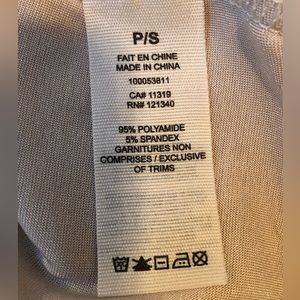 P/S
FAIT EN CHINE
MADE IN CHINA
100053611
CA# 11319
RN# 121340
95% POLYAMIDE
5% SPANDEX
GARNITURES NON
COMPRISES / EXCLUSIVE
OF TRIMS